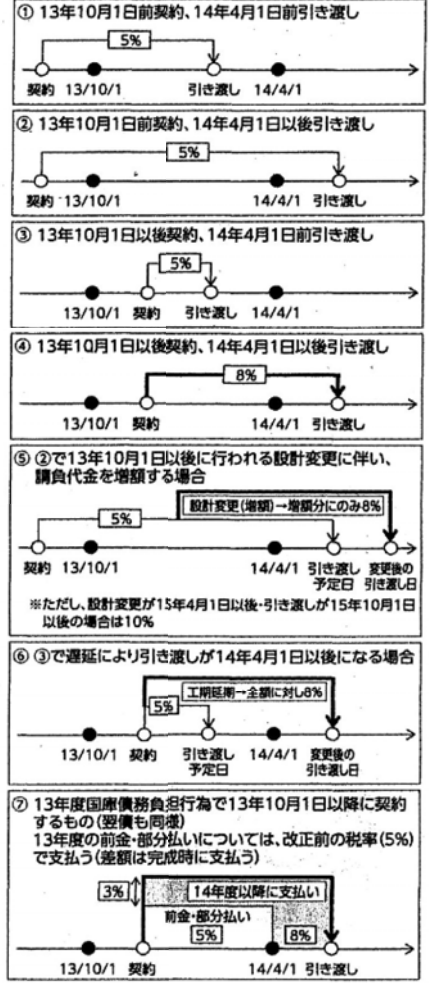 ① 13年10月1日前契約、14年4月1日前引き渡し
5%
契約 13/10/1 引き渡し 14/4/1
② 13年10月1日前契約、14年4月1日以後引き渡し
5%
契約 13/10/1 14/4/1 引き渡し
③ 13年10月1日以後契約、14年4月1日前引き渡し
5%
13/10/1 契約 引き渡し 14/4/1
④ 13年10月1日以後契約、14年4月1日以後引き渡し
8%
13/10/1 契約 14/4/1 引き渡し
⑤ ②で13年10月1日以後に行われる設計変更に伴い、
請負代金を増額する場合
設計変更(増額)→増額分にのみ8%
5%
契約 13/10/1 14/4/1 引き渡し 変更後の
予定日 引き渡し日
※ただし、設計変更が15年4月1日以後・引き渡しが15年10月1日
以後の場合は10%
⑥ ③で遅延により引き渡しが14年4月1日以後になる場合
工期延期→全額に対し8%
5%
13/10/1 契約 引き渡し 14/4/1 変更後の
予定日 引き渡し日
⑦ 13年度国庫債務負担行為で13年10月1日以降に契約
するもの(翌債も同様)
13年度の前金・部分払いについては、改正前の税率(5%)
で支払う(差額は完成時に支払う)
3% 14年度以降に支払い
前金・部分払い
5% 8%
13/10/1 契約 14/4/1 引き渡し